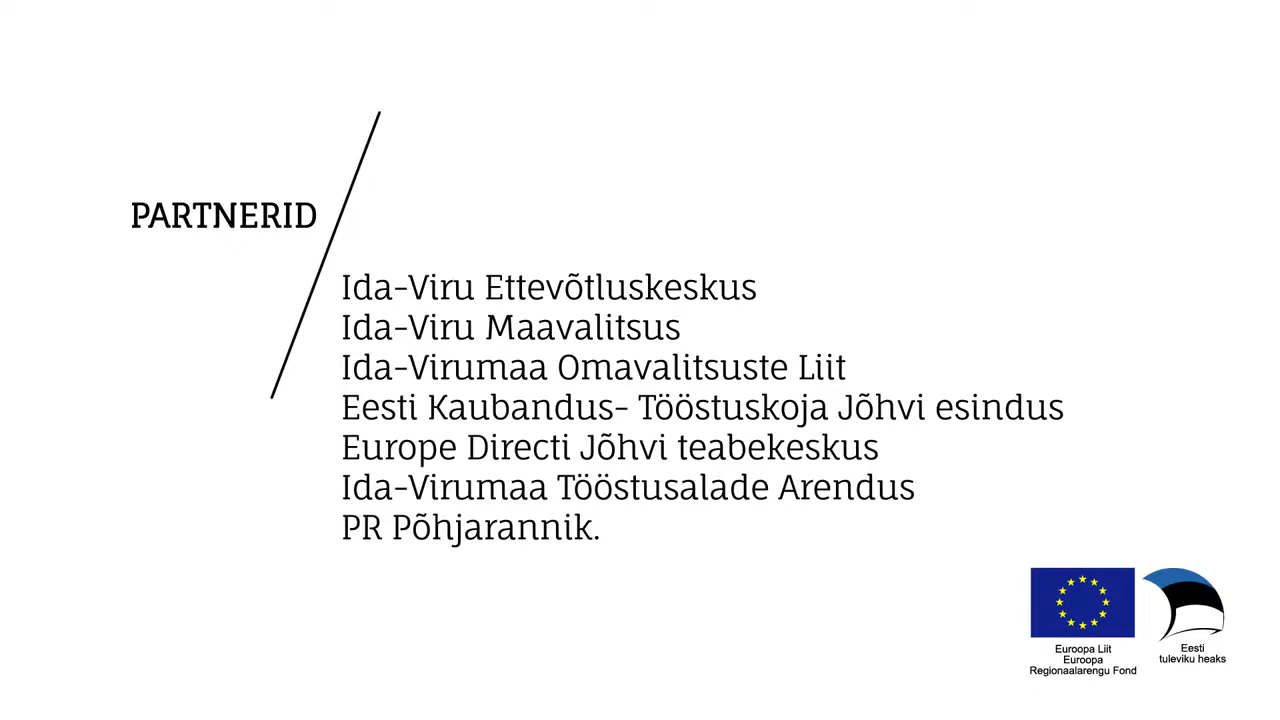 PARTNERID
Ida-Viru Ettevõtluskeskus
Ida-Viru Maavalitsus
Ida-Virumaa Omavalitsuste Liit
Eesti Kaubandus- Tööstuskoja Jõhvi esindus
Europe Directi Jõhvi teabekeskus
Ida-Virumaa Tööstusalade Arendus
PR Põhjarannik.
Euroopa Liit
Euroopa
Regionaalarengu Fond
Eesti
tuleviku heaks